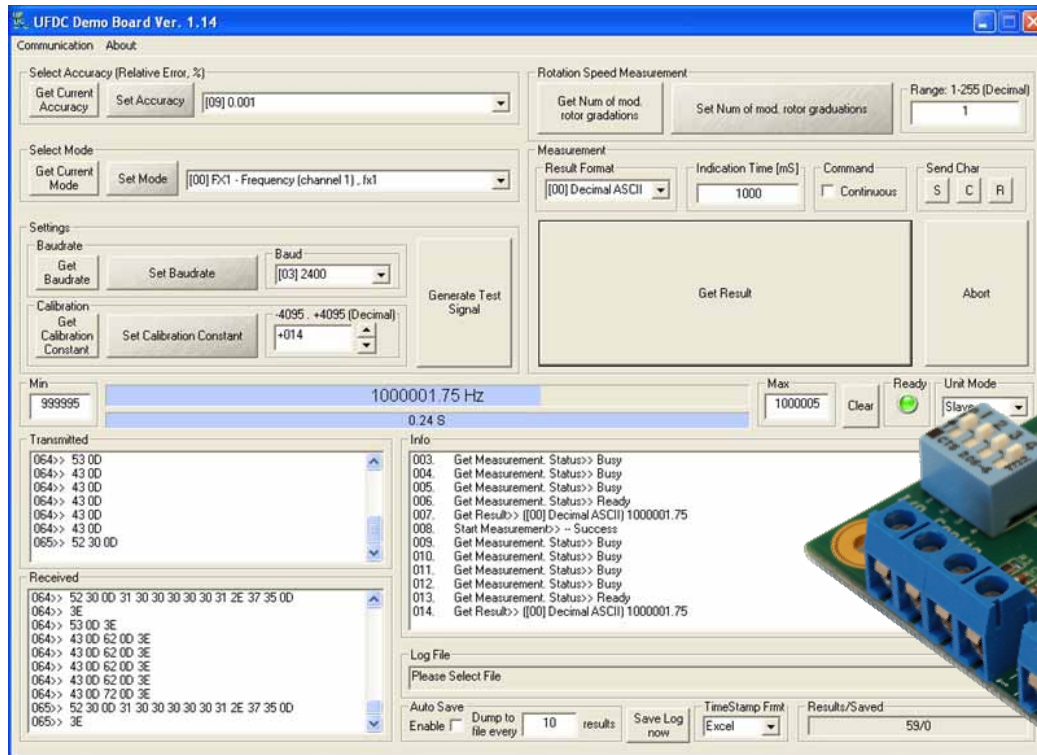 UFDC Demo Board Ver. 1.14
Communication About
Select Accuracy (Relative Error, %)
Get Current Accuracy
Set Accuracy
[09] 0.001
Rotation Speed Measurement
Get Num of mod. rotor gradations
Set Num of mod. rotor graduations
Range: 1-255 (Decimal)
1
Select Mode
Get Current Mode
Set Mode
[00] FX1 - Frequency (channel 1) , fx1
Measurement
Result Format
[00] Decimal ASCII
Indication Time [mS]
1000
Command
Continuous
Send Char
S C R
Settings
Baudrate
Get Baudrate
Set Baudrate
Baud
[03] 2400
Calibration
Get Calibration Constant
Set Calibration Constant
-4095 . +4095 (Decimal)
+014
Generate Test Signal
Get Result
Abort
Min
999995
1000001.75 Hz
0.24 S
Max
1000005
Clear
Ready
Unit Mode
Slave
Transmitted
064>> 53 0D
064>> 43 0D
064>> 43 0D
064>> 43 0D
064>> 43 0D
064>> 43 0D
065>> 52 30 0D
Info
003. Get Measurement. Status>> Busy
004. Get Measurement. Status>> Busy
005. Get Measurement. Status>> Busy
006. Get Measurement. Status>> Ready
007. Get Result>> ([00] Decimal ASCII) 1000001.75
008. Start Measurement>> -- Success
009. Get Measurement. Status>> Busy
010. Get Measurement. Status>> Busy
011. Get Measurement. Status>> Busy
012. Get Measurement. Status>> Busy
013. Get Measurement. Status>> Ready
014. Get Result>> ([00] Decimal ASCII) 1000001.75
Received
064>> 52 30 0D 31 30 30 30 30 30 31 2E 37 35 0D
064>> 3E
064>> 53 0D 3E
064>> 43 0D 62 0D 3E
064>> 43 0D 62 0D 3E
064>> 43 0D 62 0D 3E
064>> 43 0D 62 0D 3E
064>> 43 0D 72 0D 3E
065>> 52 30 0D 31 30 30 30 30 30 31 2E 37 35 0D
065>> 3E
Log File
Please Select File
Auto Save
Enable
Dump to file every
10
results
Save Log now
TimeStamp Frmt
Excel
Results/Saved
59/0
1 2 3 4
CTS